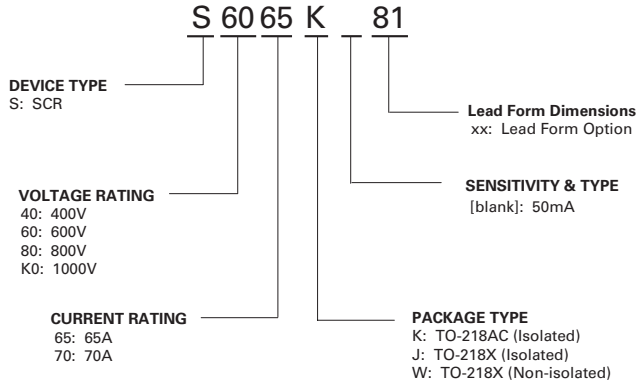 S 60 65 K 81
DEVICE TYPE
S: SCR
Lead Form Dimensions
xx: Lead Form Option
VOLTAGE RATING
40: 400V
60: 600V
80: 800V
K0: 1000V
SENSITIVITY & TYPE
[blank]: 50mA
CURRENT RATING
65: 65A
70: 70A
PACKAGE TYPE
K: TO-218AC (Isolated)
J: TO-218X (Isolated)
W: TO-218X (Non-isolated)